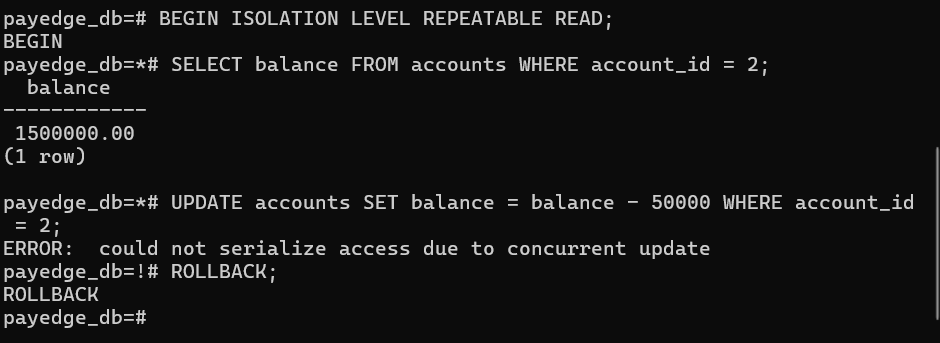 payedge_db=# BEGIN ISOLATION LEVEL REPEATABLE READ;
BEGIN
payedge_db=*# SELECT balance FROM accounts WHERE account_id = 2;
  balance
------------
 1500000.00
(1 row)

payedge_db=*# UPDATE accounts SET balance = balance - 50000 WHERE account_id
 = 2;
ERROR:  could not serialize access due to concurrent update
payedge_db=!# ROLLBACK;
ROLLBACK
payedge_db=#